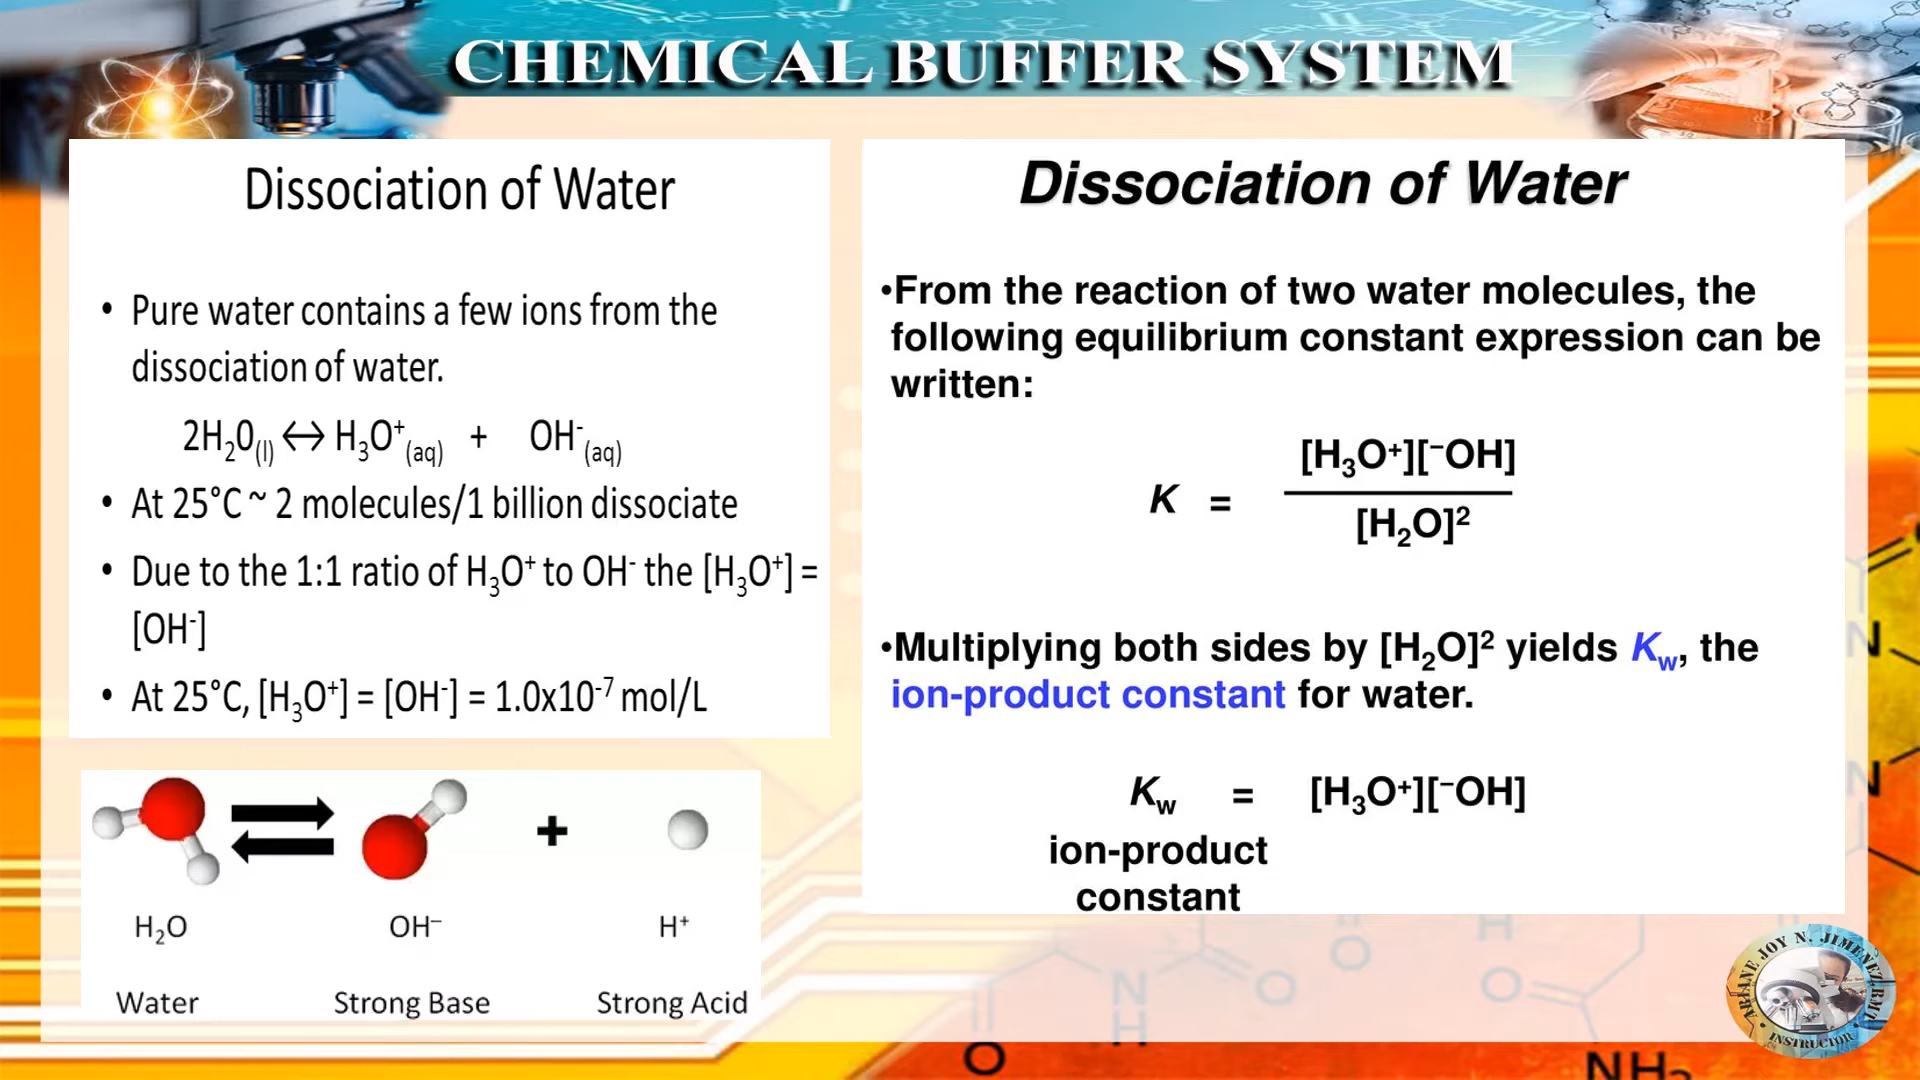 CHEMICAL BUFFER SYSTEM
Dissociation of Water
• Pure water contains a few ions from the
dissociation of water.
2H₂0₍ₗ₎ ↔ H₃O⁺(aq) + OH⁻(aq)
• At 25°C ~ 2 molecules/1 billion dissociate
• Due to the 1:1 ratio of H₃O⁺ to OH⁻ the [H₃O⁺] =
[OH⁻]
• At 25°C, [H₃O⁺] = [OH⁻] = 1.0x10⁻⁷ mol/L
+
H₂O OH⁻ H⁺
Water Strong Base Strong Acid
Dissociation of Water
•From the reaction of two water molecules, the
following equilibrium constant expression can be
written:
[H₃O⁺][⁻OH]
K =
[H₂O]²
•Multiplying both sides by [H₂O]² yields Kw, the
ion-product constant for water.
Kw = [H₃O⁺][⁻OH]
ion-product
constant
N
N
H
O
O
O
N
H
O
NH₂
ARIANE JOY N. JIMENEZ, RMT
• INSTRUCTOR •